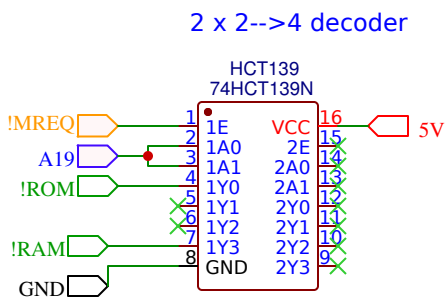 2 x 2-->4 decoder
HCT139
74HCT139N
!MREQ 1 1E VCC 16 5V
2 1A0 2E 15
A19 3 1A1 2A0 14
!ROM 4 1Y0 2A1 13
5 1Y1 2Y0 12
6 1Y2 2Y1 11
!RAM 7 1Y3 2Y2 10
GND 8 GND 2Y3 9